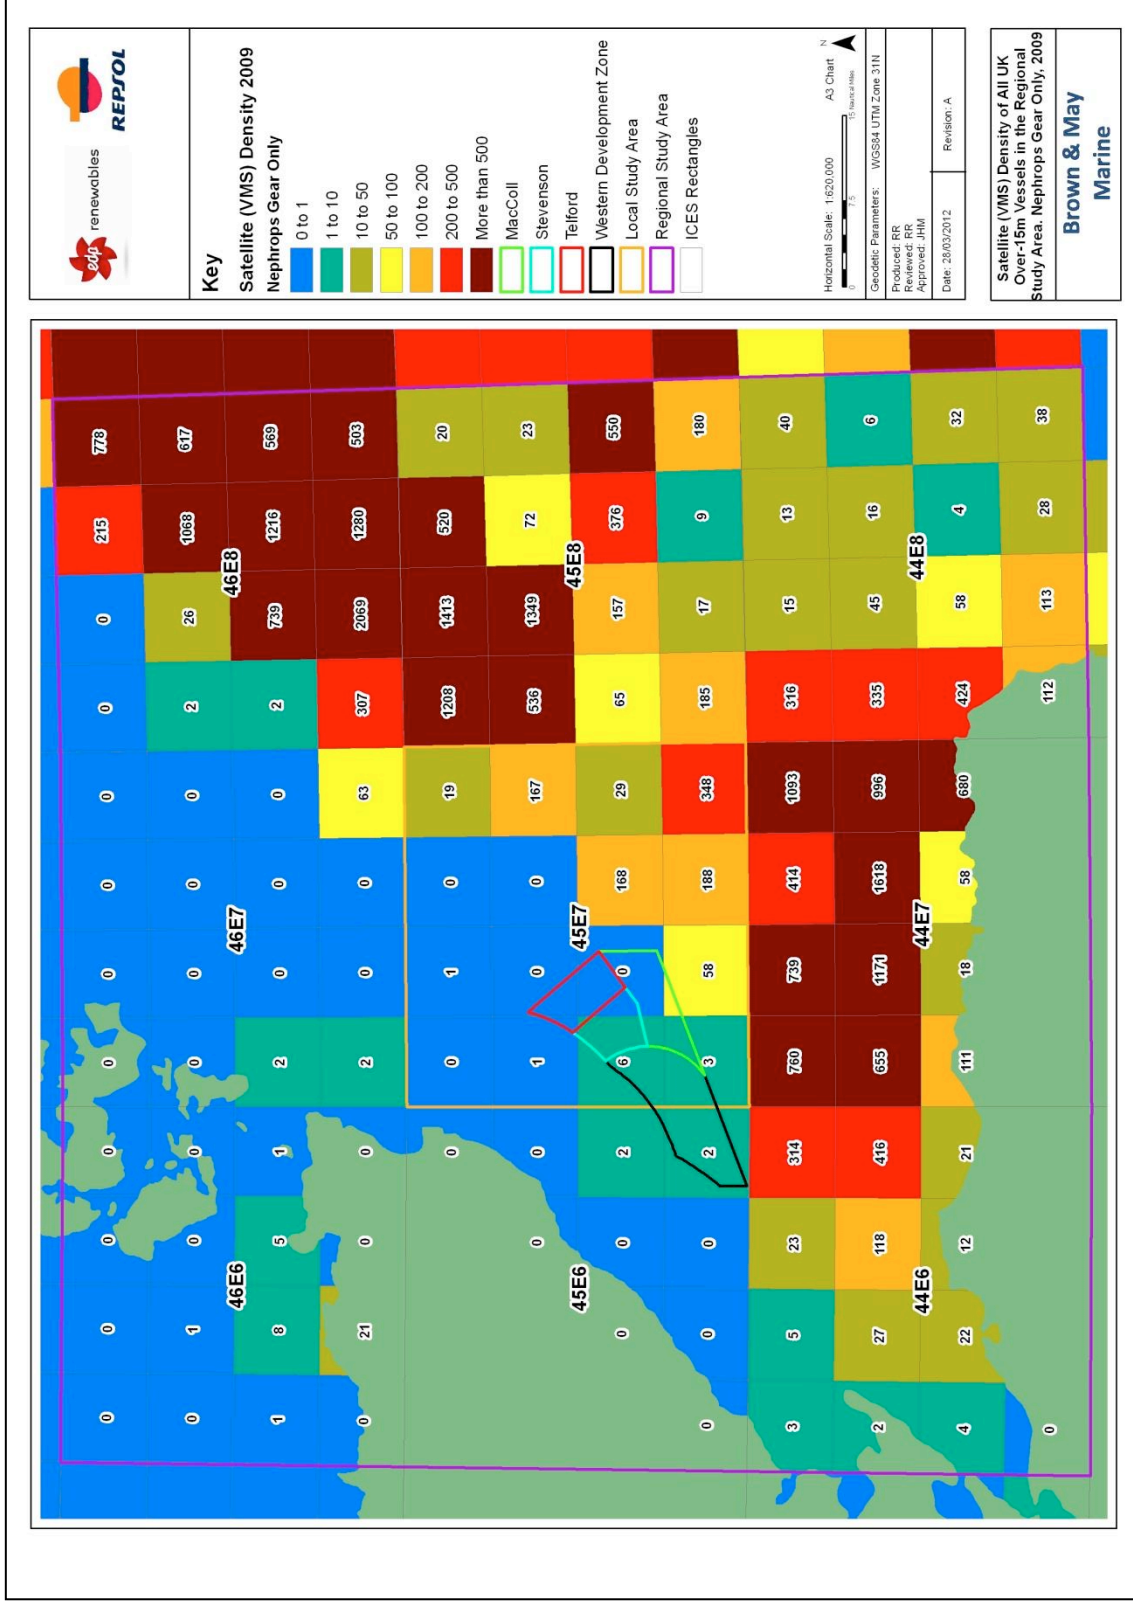 0 0 0 0 0 0 0 0 0 0 215 778
0 1 0 0 0 0 0 0 2 26 1068 617
46E6 46E7 46E8
1 8 5 1 2 0 0 0 2 739 1216 569
0 21 0 0 2 0 0 63 307 2069 1280 503
0 0 1 0 19 1208 1413 520 20
0 0 1 0 0 167 536 1349 72 23
45E6 45E7 45E8
0 0 2 6 0 168 29 65 157 376 550
0 0 0 2 3 58 188 348 185 17 9 180
3 5 23 314 760 739 414 1093 316 15 13 40
2 27 118 416 655 1171 1618 996 335 45 16 6
44E6 44E7 44E8
4 22 12 21 111 18 58 680 424 58 4 32
0 112 113 28 38
edp renewables
REPSOL
Key
Satellite (VMS) Density 2009
Nephrops Gear Only
0 to 1
1 to 10
10 to 50
50 to 100
100 to 200
200 to 500
More than 500
MacColl
Stevenson
Telford
Western Development Zone
Local Study Area
Regional Study Area
ICES Rectangles
Horizontal Scale: 1:620,000
A3 Chart
N
0 7.5 15 Nautical Miles
Geodetic Parameters: WGS84 UTM Zone 31N
Produced: RR
Reviewed: RR
Approved: JHM
Date: 28/03/2012
Revision: A
Satellite (VMS) Density of All UK
Over-15m Vessels in the Regional
Study Area. Nephrops Gear Only, 2009
Brown & May
Marine